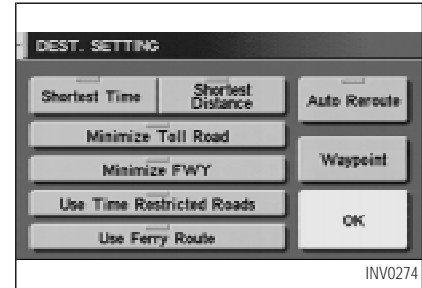 DEST. SETTING
Shortest Time
Shortest
Distance
Auto Reroute
Minimize Toll Road
Minimize FWY
Waypoint
Use Time Restricted Roads
Use Ferry Route
OK
INV0274